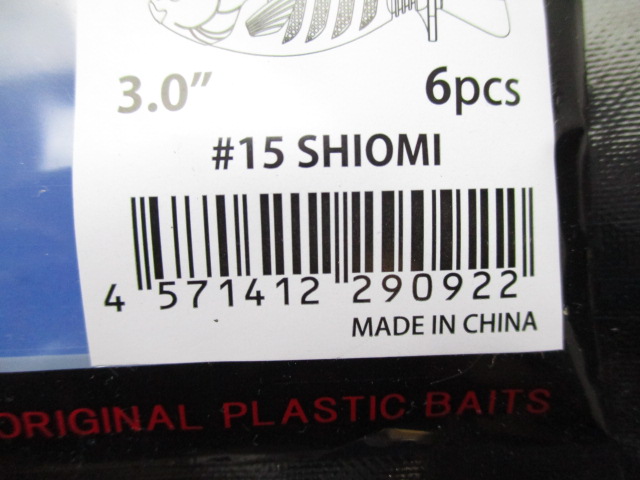 3.0" 6pcs
#15 SHIOMI
4 571412 290922
MADE IN CHINA
ORIGINAL PLASTIC BAITS